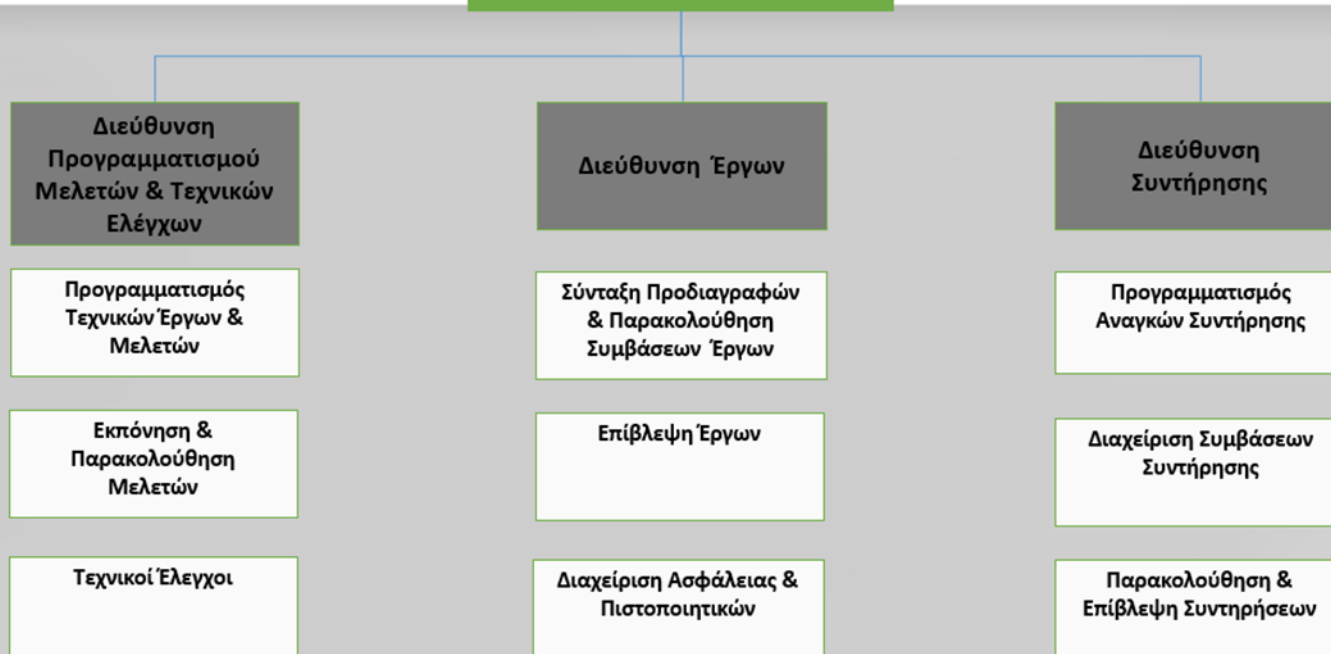 Διεύθυνση
Προγραμματισμού
Μελετών & Τεχνικών
Ελέγχων
Προγραμματισμός
Τεχνικών Έργων &
Μελετών
Εκπόνηση &
Παρακολούθηση
Μελετών
Τεχνικοί Έλεγχοι
Διεύθυνση Έργων
Σύνταξη Προδιαγραφών
& Παρακολούθηση
Συμβάσεων Έργων
Επίβλεψη Έργων
Διαχείριση Ασφάλειας &
Πιστοποιητικών
Διεύθυνση
Συντήρησης
Προγραμματισμός
Αναγκών Συντήρησης
Διαχείριση Συμβάσεων
Συντήρησης
Παρακολούθηση &
Επίβλεψη Συντηρήσεων